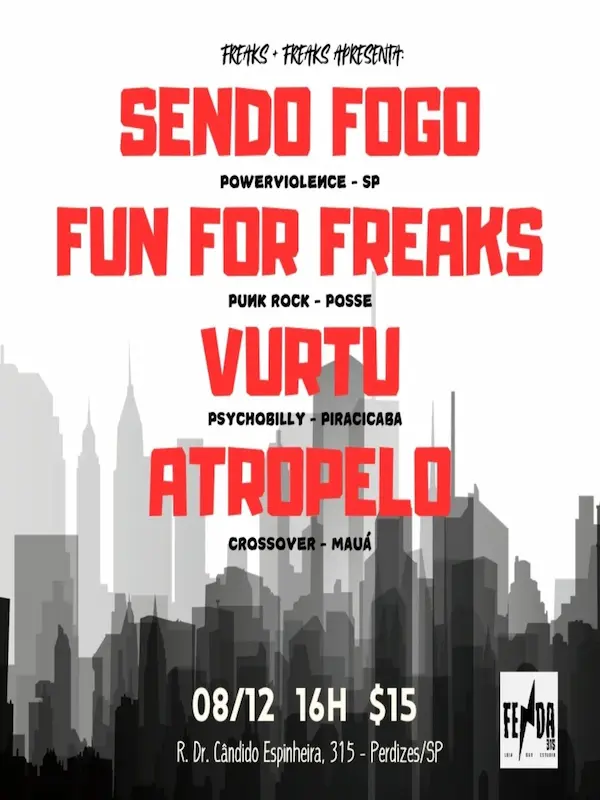 FREAKS + FREAKS APRESENTA:
SENDO FOGO
POWERVIOLENCE - SP
FUN FOR FREAKS
PUNK ROCK - POSSE
VURTU
PSYCHOBILLY - PIRACICABA
ATROPELO
CROSSOVER - MAUÁ
08/12 16H $15
R. Dr. Cândido Espinheira, 315 - Perdizes/SP
FENDA
315